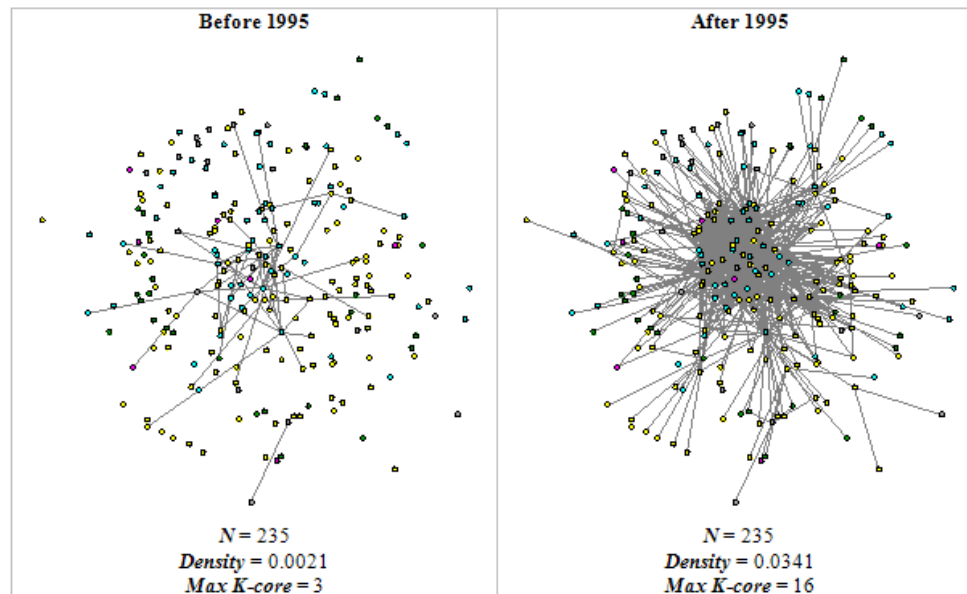 Before 1995
After 1995
N = 235
Density = 0.0021
Max K-core = 3
N = 235
Density = 0.0341
Max K-core = 16